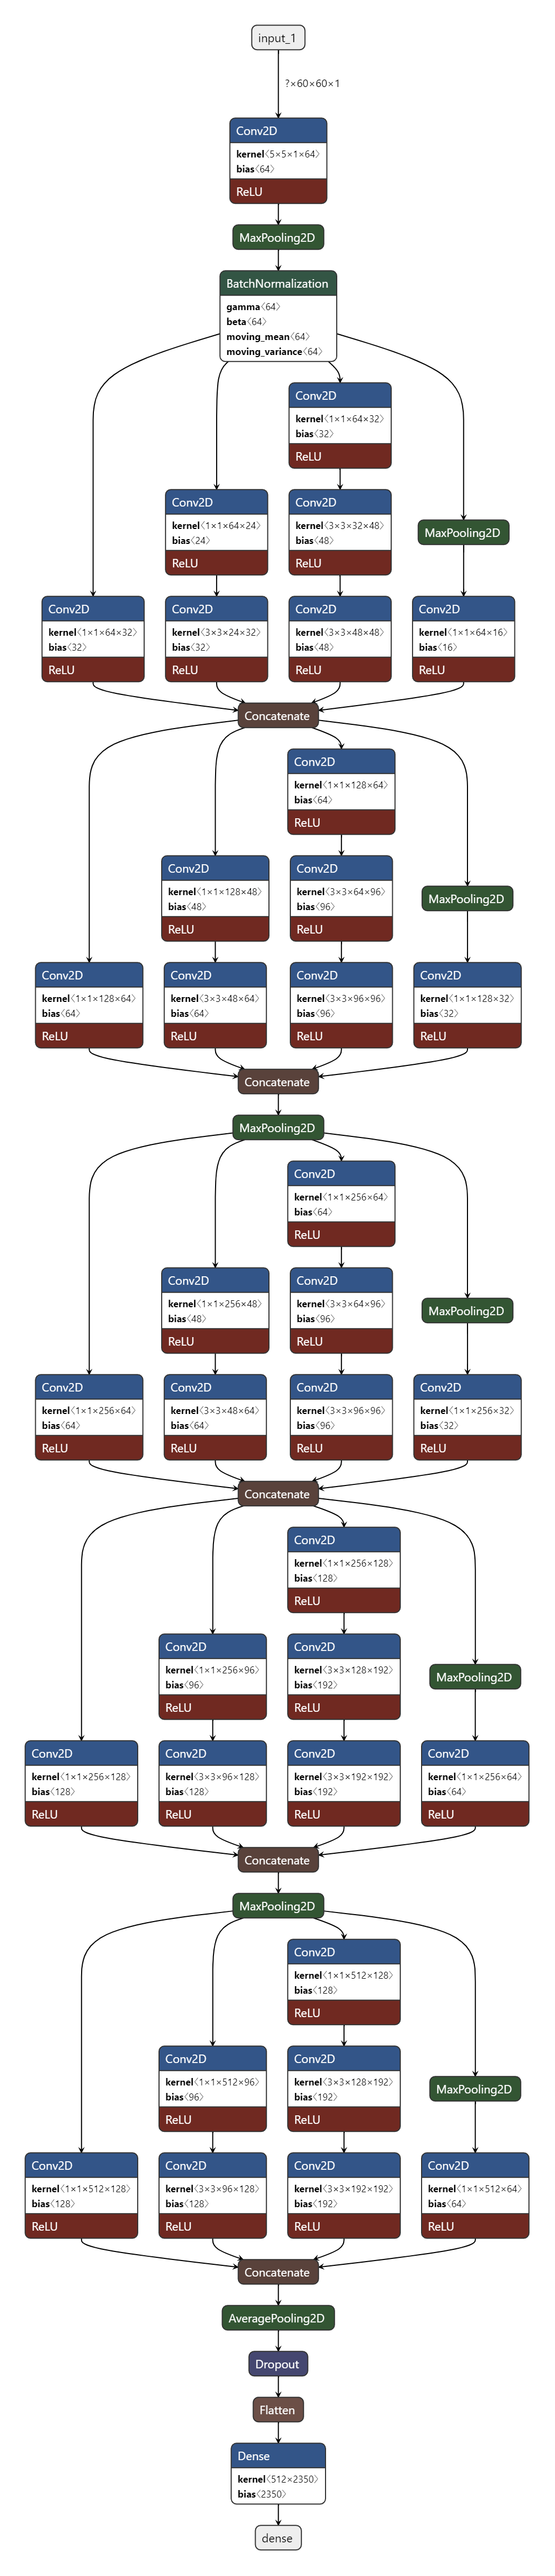 input_1
?×60×60×1
Conv2D
kernel⟨5×5×1×64⟩
bias⟨64⟩
ReLU
MaxPooling2D
BatchNormalization
gamma⟨64⟩
beta⟨64⟩
moving_mean⟨64⟩
moving_variance⟨64⟩
Conv2D
kernel⟨1×1×64×32⟩
bias⟨32⟩
ReLU
Conv2D
kernel⟨1×1×64×24⟩
bias⟨24⟩
ReLU
Conv2D
kernel⟨3×3×32×48⟩
bias⟨48⟩
ReLU
MaxPooling2D
Conv2D
kernel⟨1×1×64×32⟩
bias⟨32⟩
ReLU
Conv2D
kernel⟨3×3×24×32⟩
bias⟨32⟩
ReLU
Conv2D
kernel⟨3×3×48×48⟩
bias⟨48⟩
ReLU
Conv2D
kernel⟨1×1×64×16⟩
bias⟨16⟩
ReLU
Concatenate
Conv2D
kernel⟨1×1×128×64⟩
bias⟨64⟩
ReLU
Conv2D
kernel⟨1×1×128×48⟩
bias⟨48⟩
ReLU
Conv2D
kernel⟨3×3×64×96⟩
bias⟨96⟩
ReLU
MaxPooling2D
Conv2D
kernel⟨1×1×128×64⟩
bias⟨64⟩
ReLU
Conv2D
kernel⟨3×3×48×64⟩
bias⟨64⟩
ReLU
Conv2D
kernel⟨3×3×96×96⟩
bias⟨96⟩
ReLU
Conv2D
kernel⟨1×1×128×32⟩
bias⟨32⟩
ReLU
Concatenate
MaxPooling2D
Conv2D
kernel⟨1×1×256×64⟩
bias⟨64⟩
ReLU
Conv2D
kernel⟨1×1×256×48⟩
bias⟨48⟩
ReLU
Conv2D
kernel⟨3×3×64×96⟩
bias⟨96⟩
ReLU
MaxPooling2D
Conv2D
kernel⟨1×1×256×64⟩
bias⟨64⟩
ReLU
Conv2D
kernel⟨3×3×48×64⟩
bias⟨64⟩
ReLU
Conv2D
kernel⟨3×3×96×96⟩
bias⟨96⟩
ReLU
Conv2D
kernel⟨1×1×256×32⟩
bias⟨32⟩
ReLU
Concatenate
Conv2D
kernel⟨1×1×256×128⟩
bias⟨128⟩
ReLU
Conv2D
kernel⟨1×1×256×96⟩
bias⟨96⟩
ReLU
Conv2D
kernel⟨3×3×128×192⟩
bias⟨192⟩
ReLU
MaxPooling2D
Conv2D
kernel⟨1×1×256×128⟩
bias⟨128⟩
ReLU
Conv2D
kernel⟨3×3×96×128⟩
bias⟨128⟩
ReLU
Conv2D
kernel⟨3×3×192×192⟩
bias⟨192⟩
ReLU
Conv2D
kernel⟨1×1×256×64⟩
bias⟨64⟩
ReLU
Concatenate
MaxPooling2D
Conv2D
kernel⟨1×1×512×128⟩
bias⟨128⟩
ReLU
Conv2D
kernel⟨1×1×512×96⟩
bias⟨96⟩
ReLU
Conv2D
kernel⟨3×3×128×192⟩
bias⟨192⟩
ReLU
MaxPooling2D
Conv2D
kernel⟨1×1×512×128⟩
bias⟨128⟩
ReLU
Conv2D
kernel⟨3×3×96×128⟩
bias⟨128⟩
ReLU
Conv2D
kernel⟨3×3×192×192⟩
bias⟨192⟩
ReLU
Conv2D
kernel⟨1×1×512×64⟩
bias⟨64⟩
ReLU
Concatenate
AveragePooling2D
Dropout
Flatten
Dense
kernel⟨512×2350⟩
bias⟨2350⟩
dense